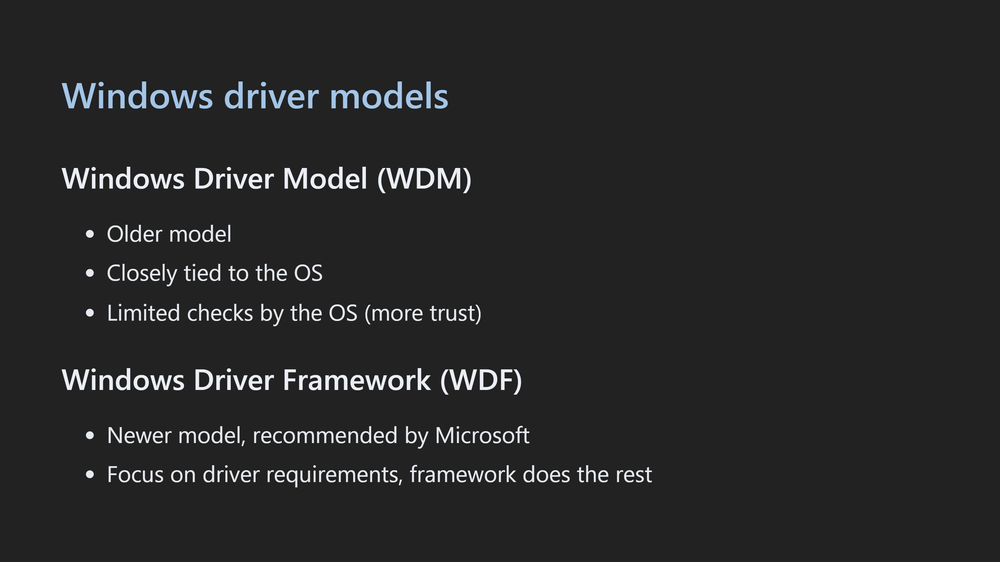 Windows driver models
Windows Driver Model (WDM)
• Older model
• Closely tied to the OS
• Limited checks by the OS (more trust)
Windows Driver Framework (WDF)
• Newer model, recommended by Microsoft
• Focus on driver requirements, framework does the rest